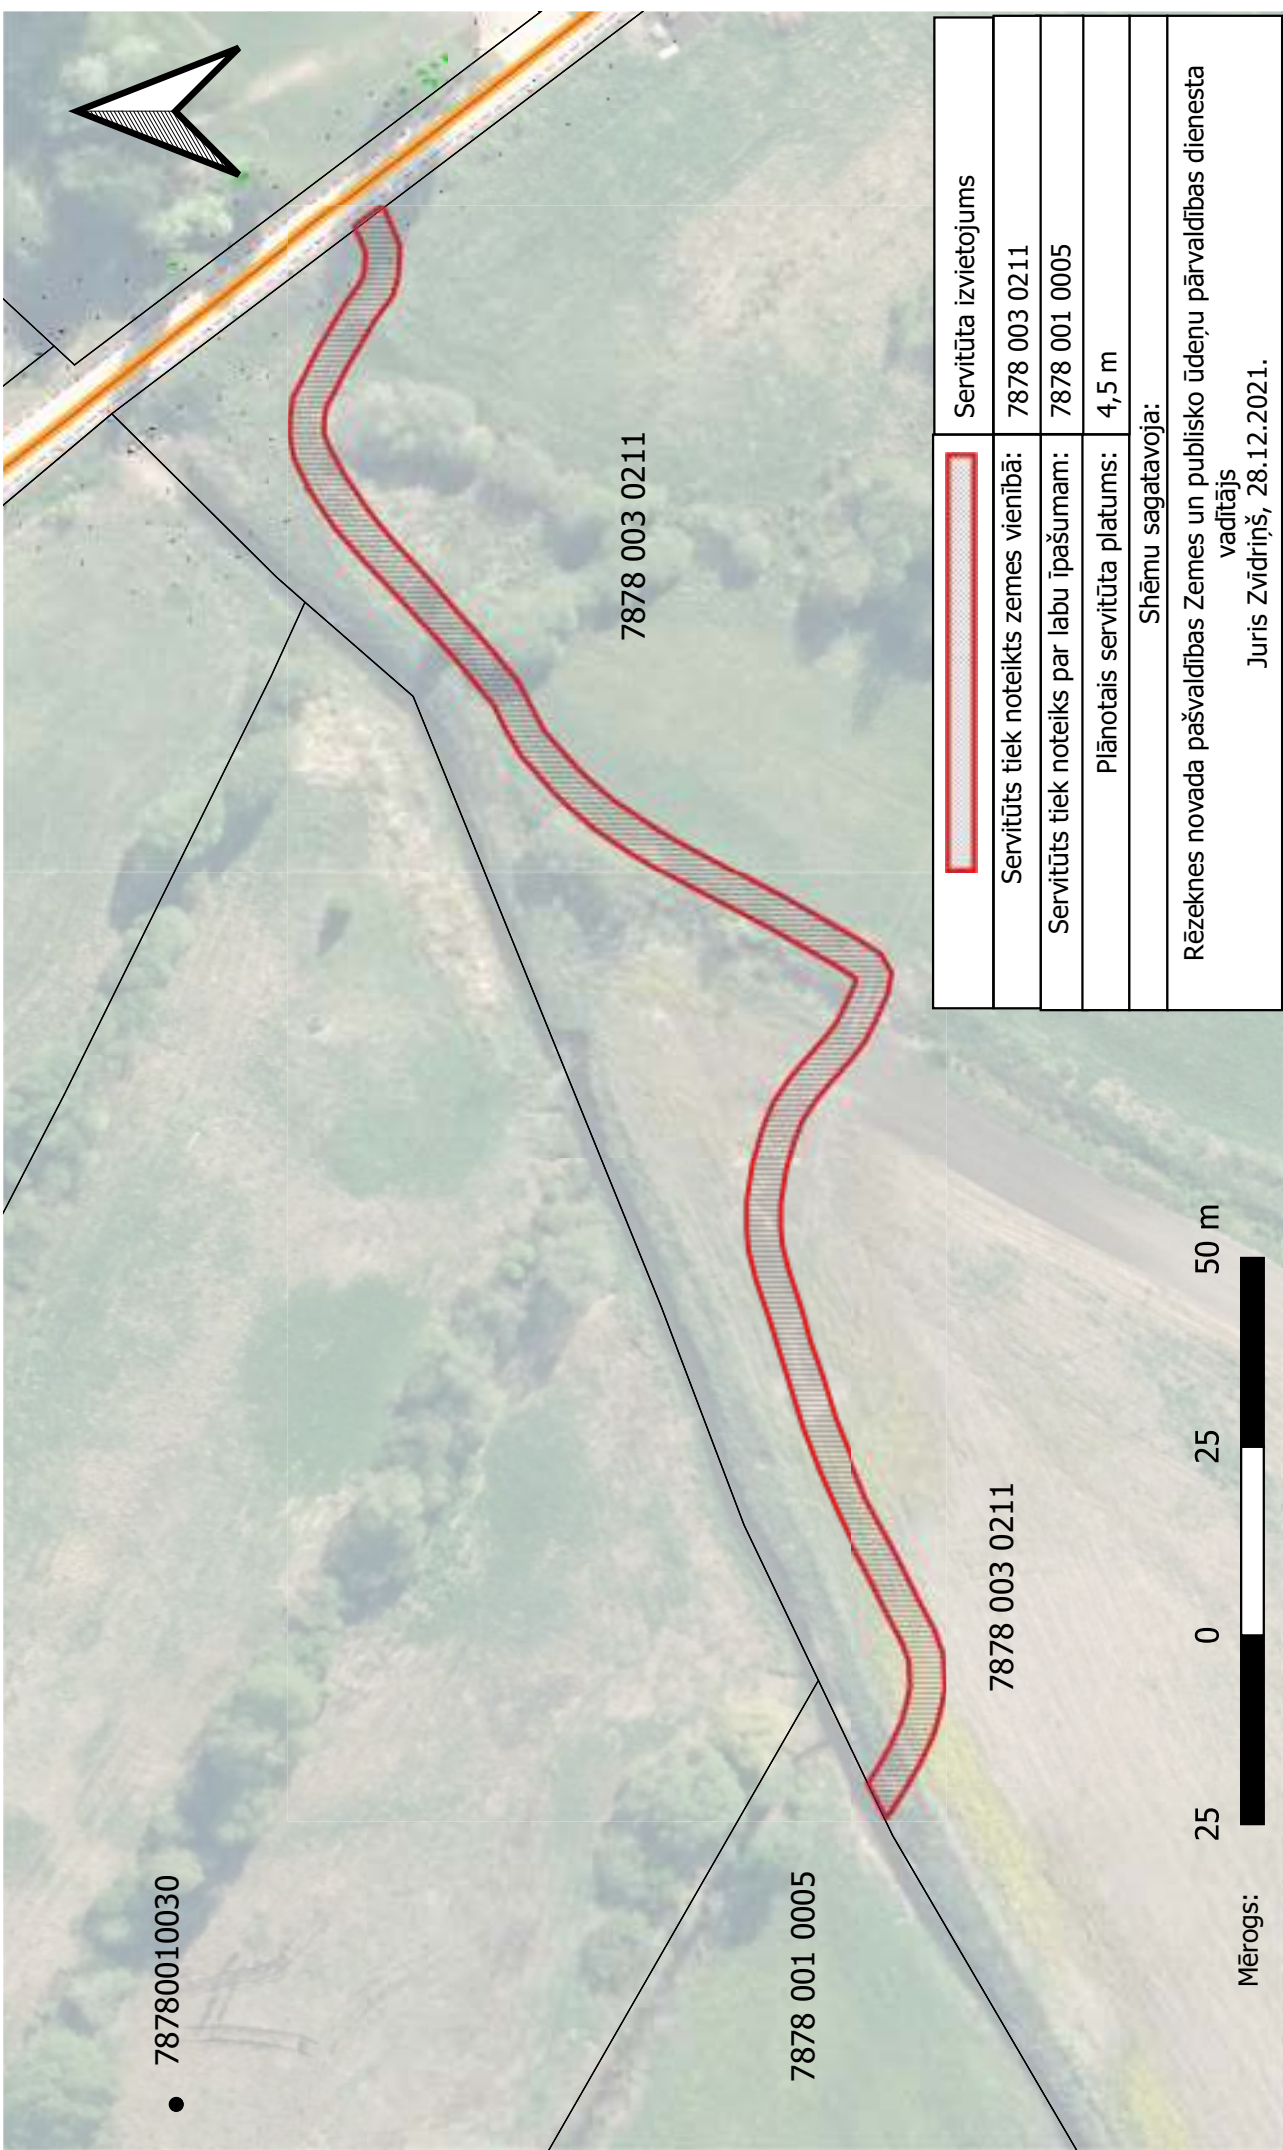 78780010030
7878 001 0005
7878 003 0211
7878 003 0211
Servitūta izvietojums
Servitūts tiek noteikts zemes vienībā: 7878 003 0211
Servitūts tiek noteiks par labu īpašumam: 7878 001 0005
Plānotais servitūta platums: 4,5 m
Shēmu sagatavoja:
Rēzeknes novada pašvaldības Zemes un publisko ūdeņu pārvaldības dienesta
vadītājs
Juris Zvīdriņš, 28.12.2021.
Mērogs: 25 0 25 50 m